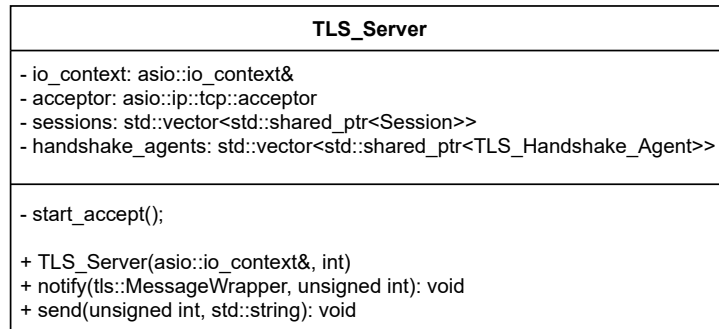 TLS_Server
- io_context: asio::io_context&
- acceptor: asio::ip::tcp::acceptor
- sessions: std::vector<std::shared_ptr<Session>>
- handshake_agents: std::vector<std::shared_ptr<TLS_Handshake_Agent>>
- start_accept();
+ TLS_Server(asio::io_context&, int)
+ notify(tls::MessageWrapper, unsigned int): void
+ send(unsigned int, std::string): void